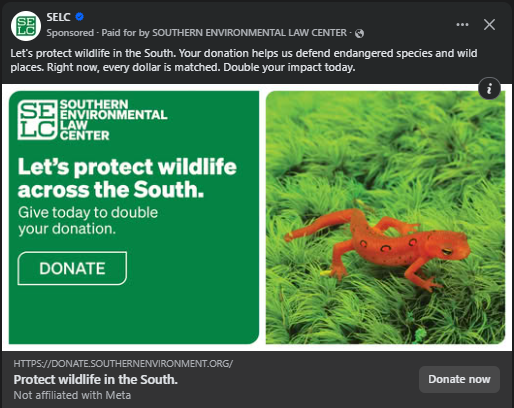 SELC
Sponsored · Paid for by SOUTHERN ENVIRONMENTAL LAW CENTER ·
Let's protect wildlife in the South. Your donation helps us defend endangered species and wild
places. Right now, every dollar is matched. Double your impact today.
SE
LC
SOUTHERN
ENVIRONMENTAL
LAW
CENTER
Let's protect wildlife
across the South.
Give today to double
your donation.
DONATE
HTTPS://DONATE.SOUTHERNENVIRONMENT.ORG/
Protect wildlife in the South.
Not affiliated with Meta
Donate now